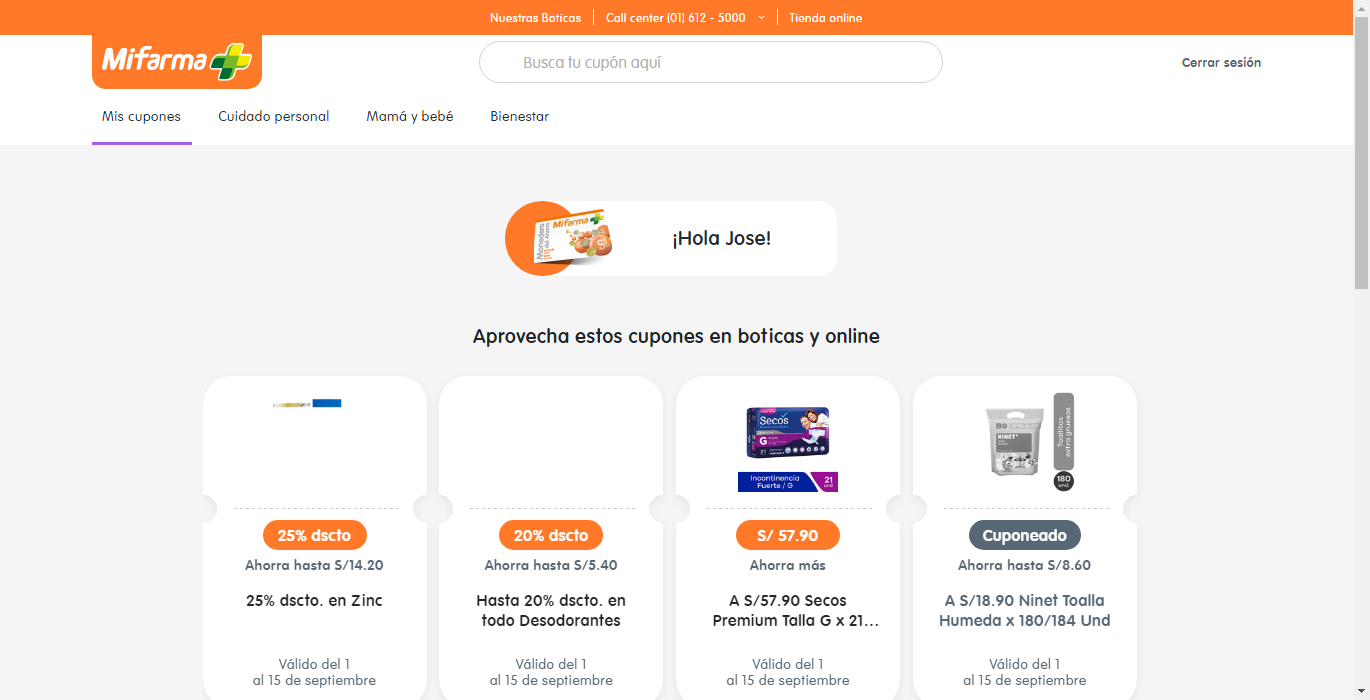 Nuestras Boticas
Call center (01) 612 - 5000
Tienda online
Mifarma
Busca tu cupón aquí
Cerrar sesión
Mis cupones
Cuidado personal
Mamá y bebé
Bienestar
Mifarma
Monedero
del Ahorro
¡Hola Jose!
Aprovecha estos cupones en boticas y online
25% dscto
Ahorra hasta S/14.20
25% dscto. en Zinc
Válido del 1
al 15 de septiembre
20% dscto
Ahorra hasta S/5.40
Hasta 20% dscto. en
todo Desodorantes
Válido del 1
al 15 de septiembre
Secos
G
21
Incontinencia
Fuerte / G
21
und
S/ 57.90
Ahorra más
A S/57.90 Secos
Premium Talla G x 21...
Válido del 1
al 15 de septiembre
NINET
Toallitas
extra gruesas
180
und.
Cuponeado
Ahorra hasta S/8.60
A S/18.90 Ninet Toalla
Humeda x 180/184 Und
Válido del 1
al 15 de septiembre